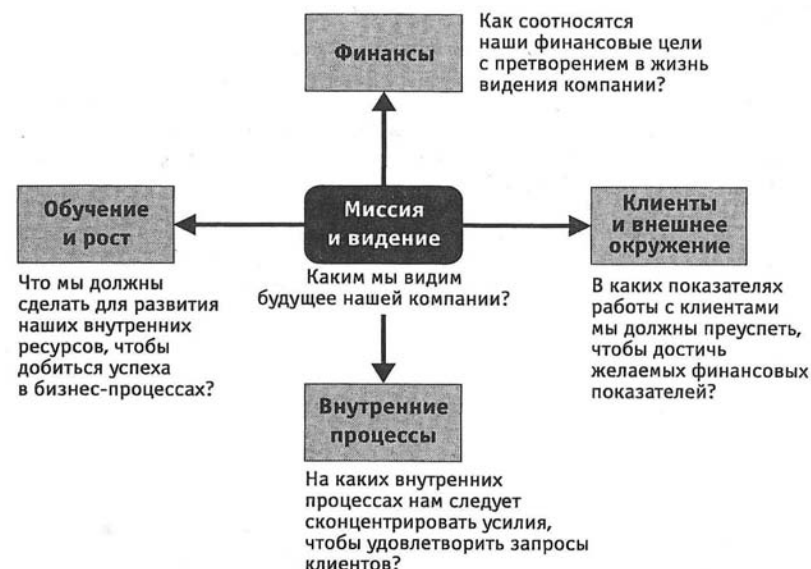 Финансы
Как соотносятся
наши финансовые цели
с претворением в жизнь
видения компании?
Обучение
и рост
Что мы должны
сделать для развития
наших внутренних
ресурсов, чтобы
добиться успеха
в бизнес-процессах?
Миссия
и видение
Каким мы видим
будущее нашей компании?
Клиенты
и внешнее
окружение
В каких показателях
работы с клиентами
мы должны преуспеть,
чтобы достичь
желаемых финансовых
показателей?
Внутренние
процессы
На каких внутренних
процессах нам следует
сконцентрировать усилия,
чтобы удовлетворить запросы
клиентов?